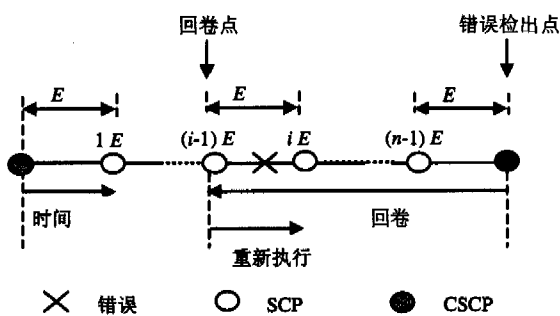 回卷点
错误检出点
E
E
E
1 E
(i-1) E
i E
(n-1) E
时间
回卷
重新执行
错误
SCP
CSCP